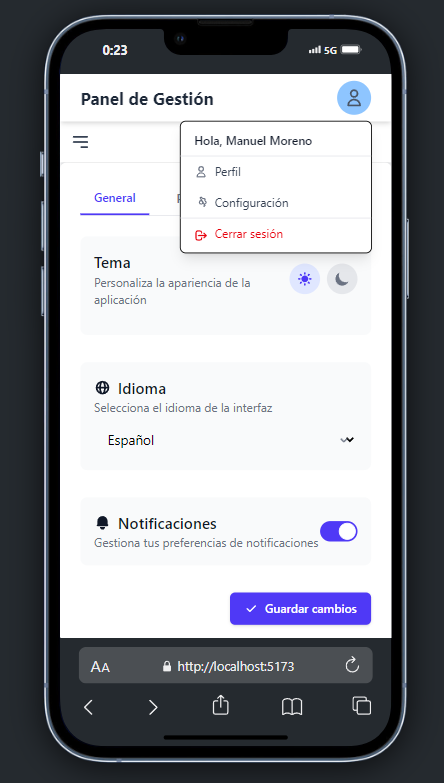 0:23
5G
Panel de Gestión
Hola, Manuel Moreno
Perfil
Configuración
Cerrar sesión
General
Tema
Personaliza la apariencia de la
aplicación
Idioma
Selecciona el idioma de la interfaz
Español
Notificaciones
Gestiona tus preferencias de notificaciones
Guardar cambios
AA
http://localhost:5173